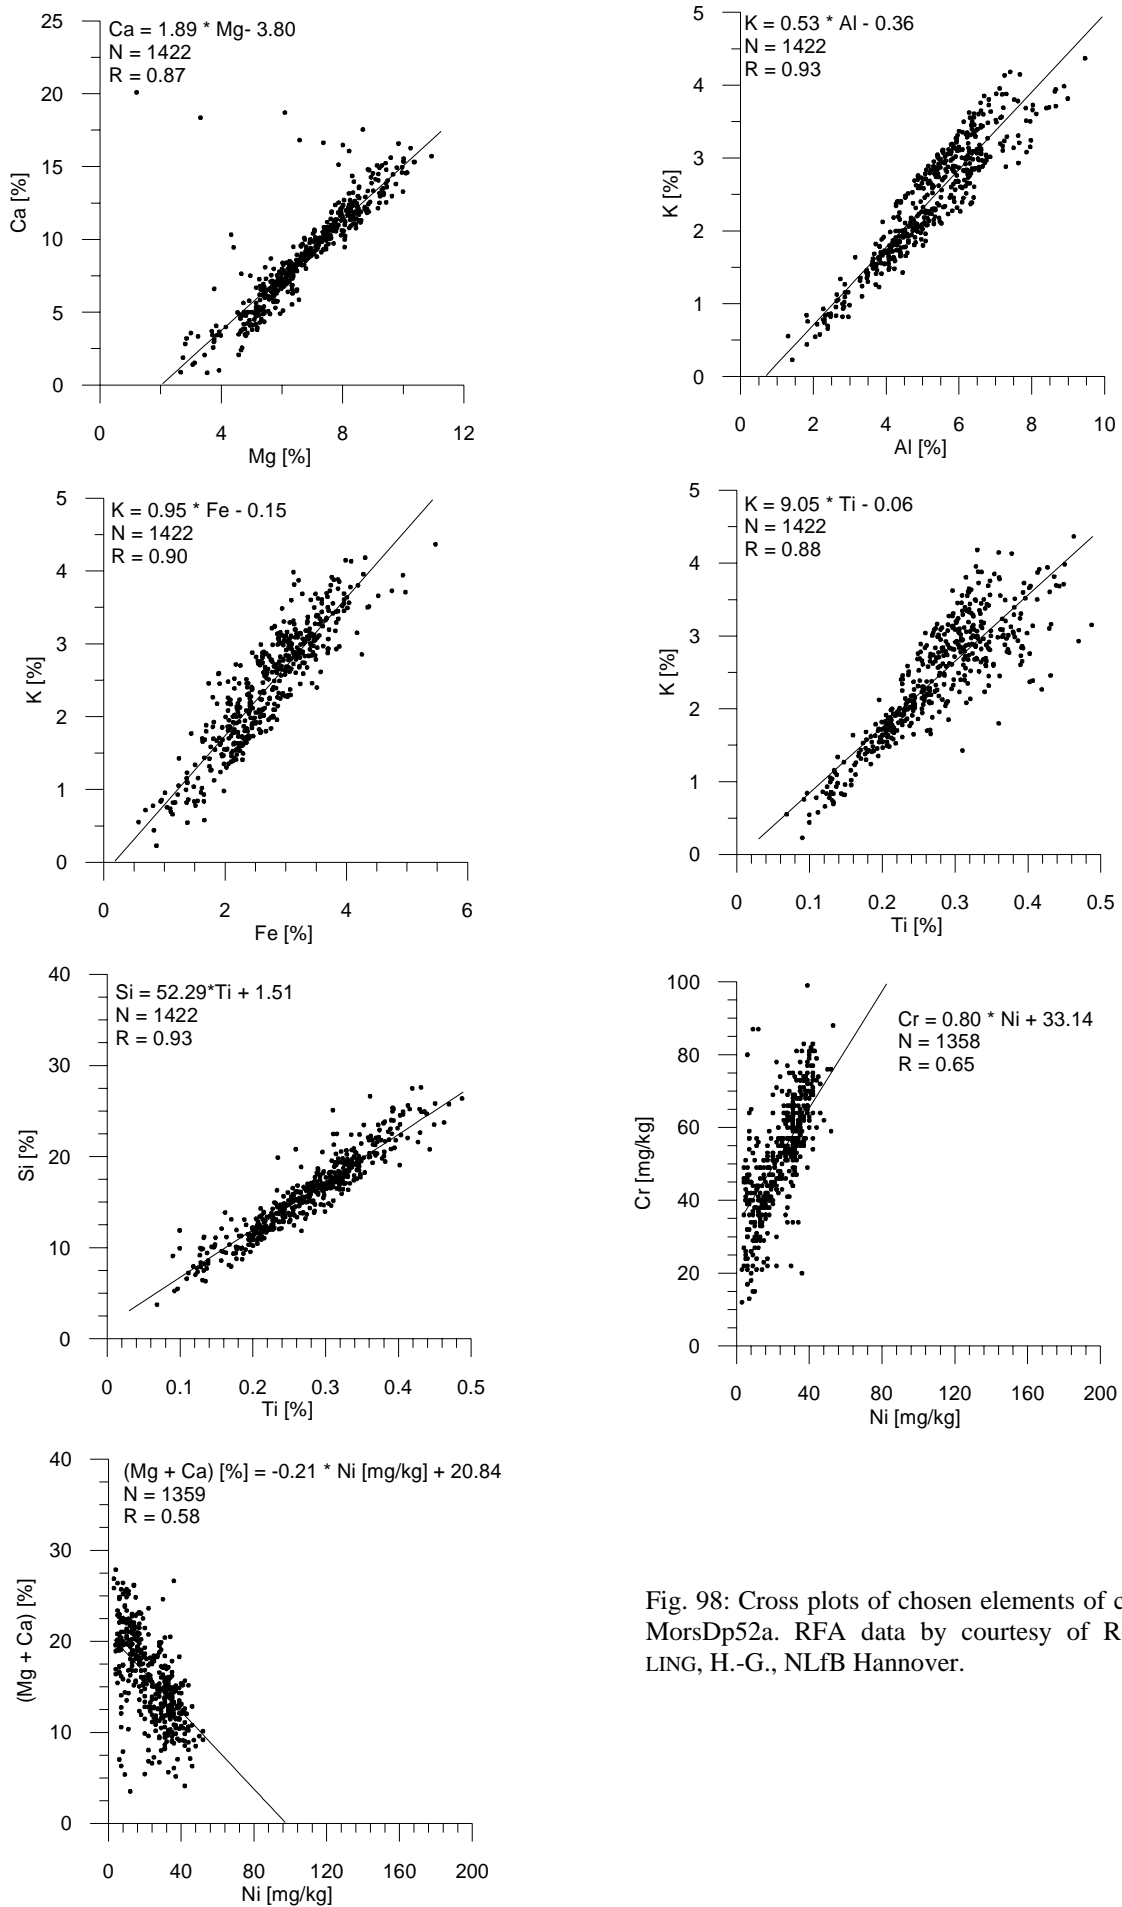 Ca = 1.89 * Mg- 3.80
N = 1422
R = 0.87
25
20
15
10
5
0
Ca [%]
0 4 8 12
Mg [%]
K = 0.53 * Al - 0.36
N = 1422
R = 0.93
5
4
3
2
1
0
K [%]
0 2 4 6 8 10
Al [%]
K = 0.95 * Fe - 0.15
N = 1422
R = 0.90
5
4
3
2
1
0
K [%]
0 2 4 6
Fe [%]
K = 9.05 * Ti - 0.06
N = 1422
R = 0.88
5
4
3
2
1
0
K [%]
0 0.1 0.2 0.3 0.4 0.5
Ti [%]
Si = 52.29*Ti + 1.51
N = 1422
R = 0.93
40
30
20
10
0
Si [%]
0 0.1 0.2 0.3 0.4 0.5
Ti [%]
Cr = 0.80 * Ni + 33.14
N = 1358
R = 0.65
100
80
60
40
20
0
Cr [mg/kg]
0 40 80 120 160 200
Ni [mg/kg]
(Mg + Ca) [%] = -0.21 * Ni [mg/kg] + 20.84
N = 1359
R = 0.58
40
30
20
10
0
(Mg + Ca) [%]
0 40 80 120 160 200
Ni [mg/kg]
Fig. 98: Cross plots of chosen elements of
MorsDp52a. RFA data by courtesy of
LING, H.-G., NLfB Hannover.